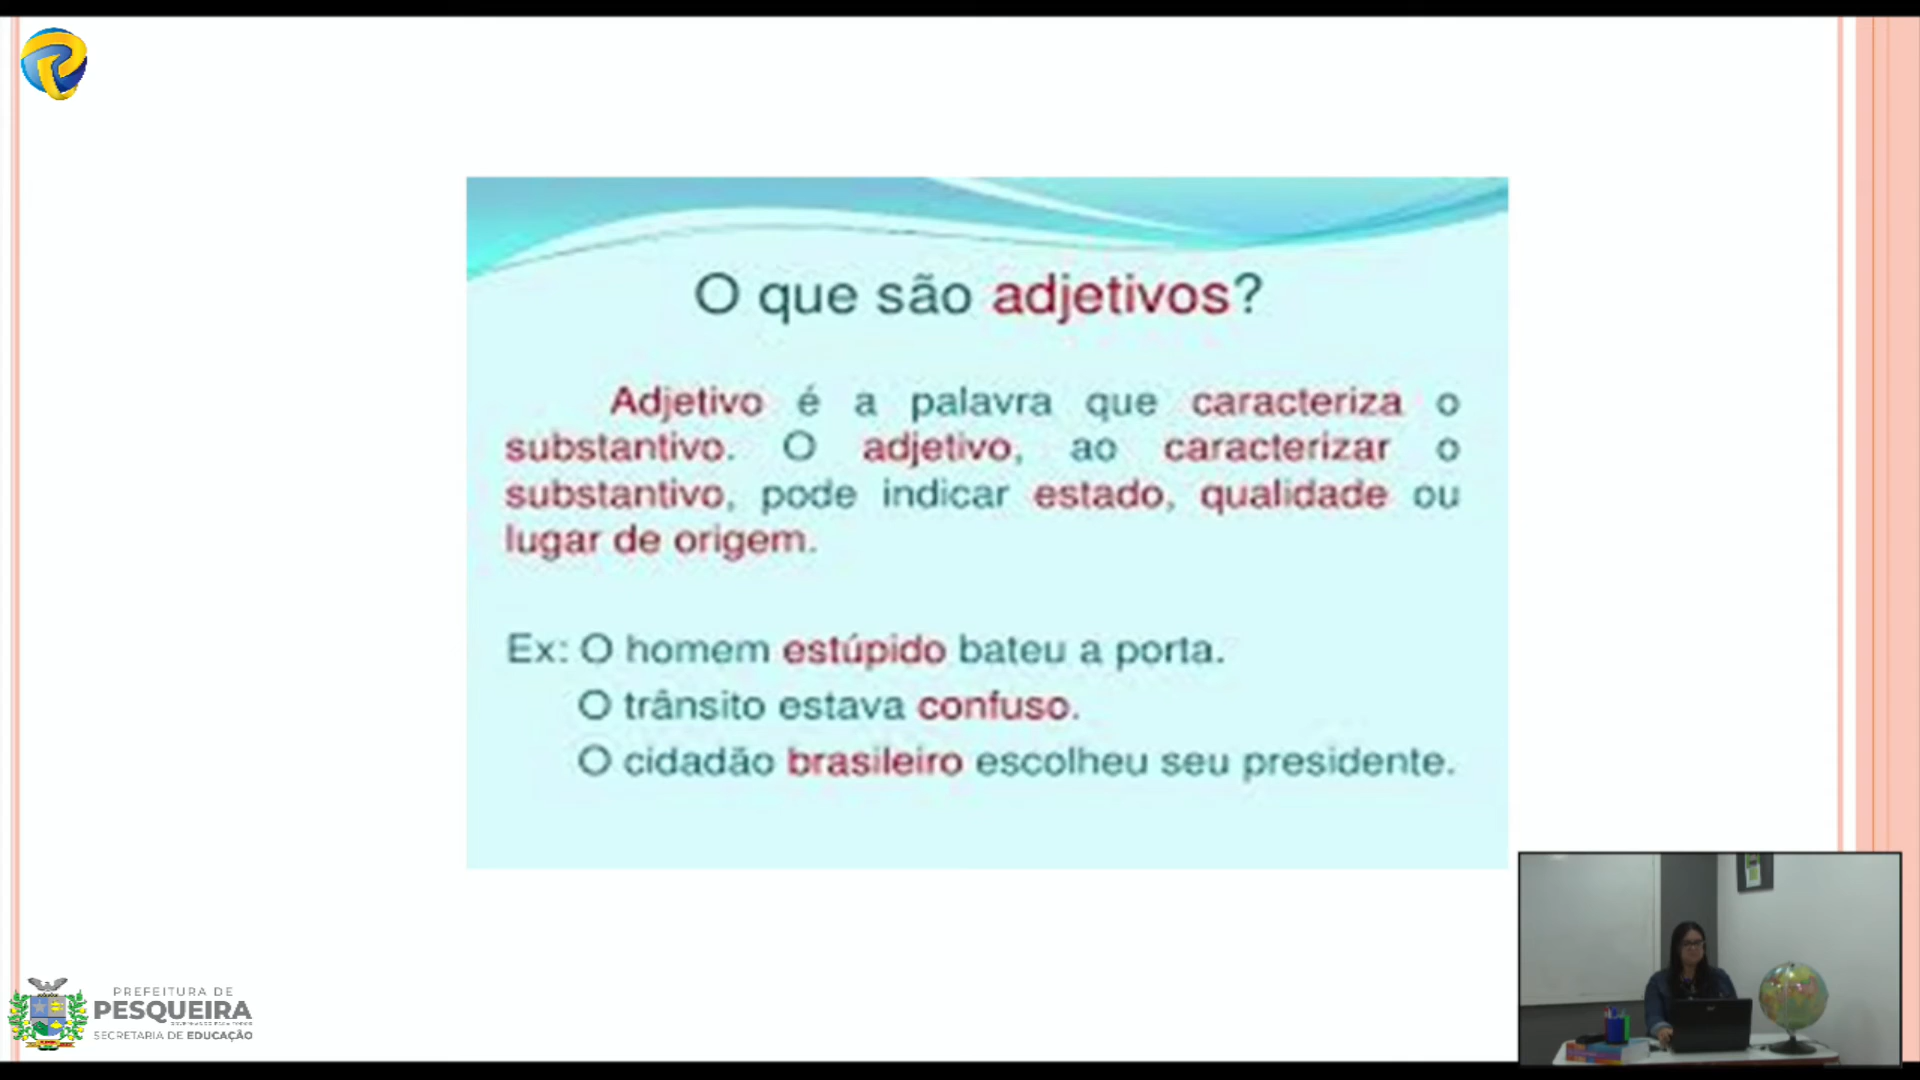 O que são adjetivos?
Adjetivo é a palavra que caracteriza o
substantivo. O adjetivo, ao caracterizar o
substantivo, pode indicar estado, qualidade ou
lugar de origem.
Ex: O homem estúpido bateu a porta.
O trânsito estava confuso.
O cidadão brasileiro escolheu seu presidente.
PREFEITURA DE
PESQUEIRA
SECRETARIA DE EDUCAÇÃO